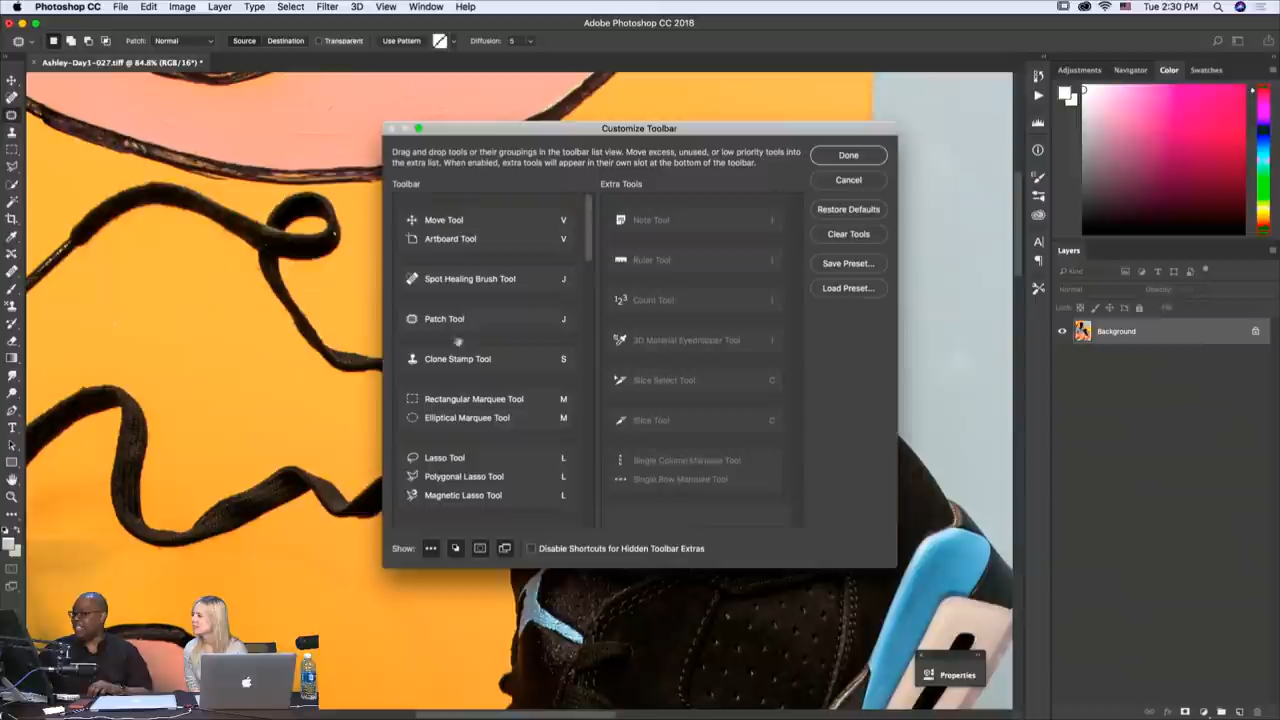 Photoshop CC File Edit Image Layer Type Select Filter 3D View Window Help Tue 2:30 PM
Adobe Photoshop CC 2018
Patch: Normal Source Destination Transparent Use Pattern Diffusion: 5
Ashley-Day1-027.tiff @ 84.8% (RGB/16*) *
Adjustments Navigator Color Swatches
Customize Toolbar
Drag and drop tools or their groupings in the toolbar list view. Move excess, unused, or low priority tools into
the extra list. When enabled, extra tools will appear in their own slot at the bottom of the toolbar.
Done
Cancel
Restore Defaults
Clear Tools
Save Preset...
Load Preset...
Toolbar
Move Tool V
Artboard Tool V
Spot Healing Brush Tool J
Patch Tool J
Clone Stamp Tool S
Rectangular Marquee Tool M
Elliptical Marquee Tool M
Lasso Tool L
Polygonal Lasso Tool L
Magnetic Lasso Tool L
Extra Tools
Note Tool I
Ruler Tool I
Count Tool I
3D Material Eyedropper Tool I
Slice Select Tool C
Slice Tool C
Single Column Marquee Tool
Single Row Marquee Tool
Show: Disable Shortcuts for Hidden Toolbar Extras
Layers
Kind
Normal Opacity:
Lock: Fill:
Background
Properties